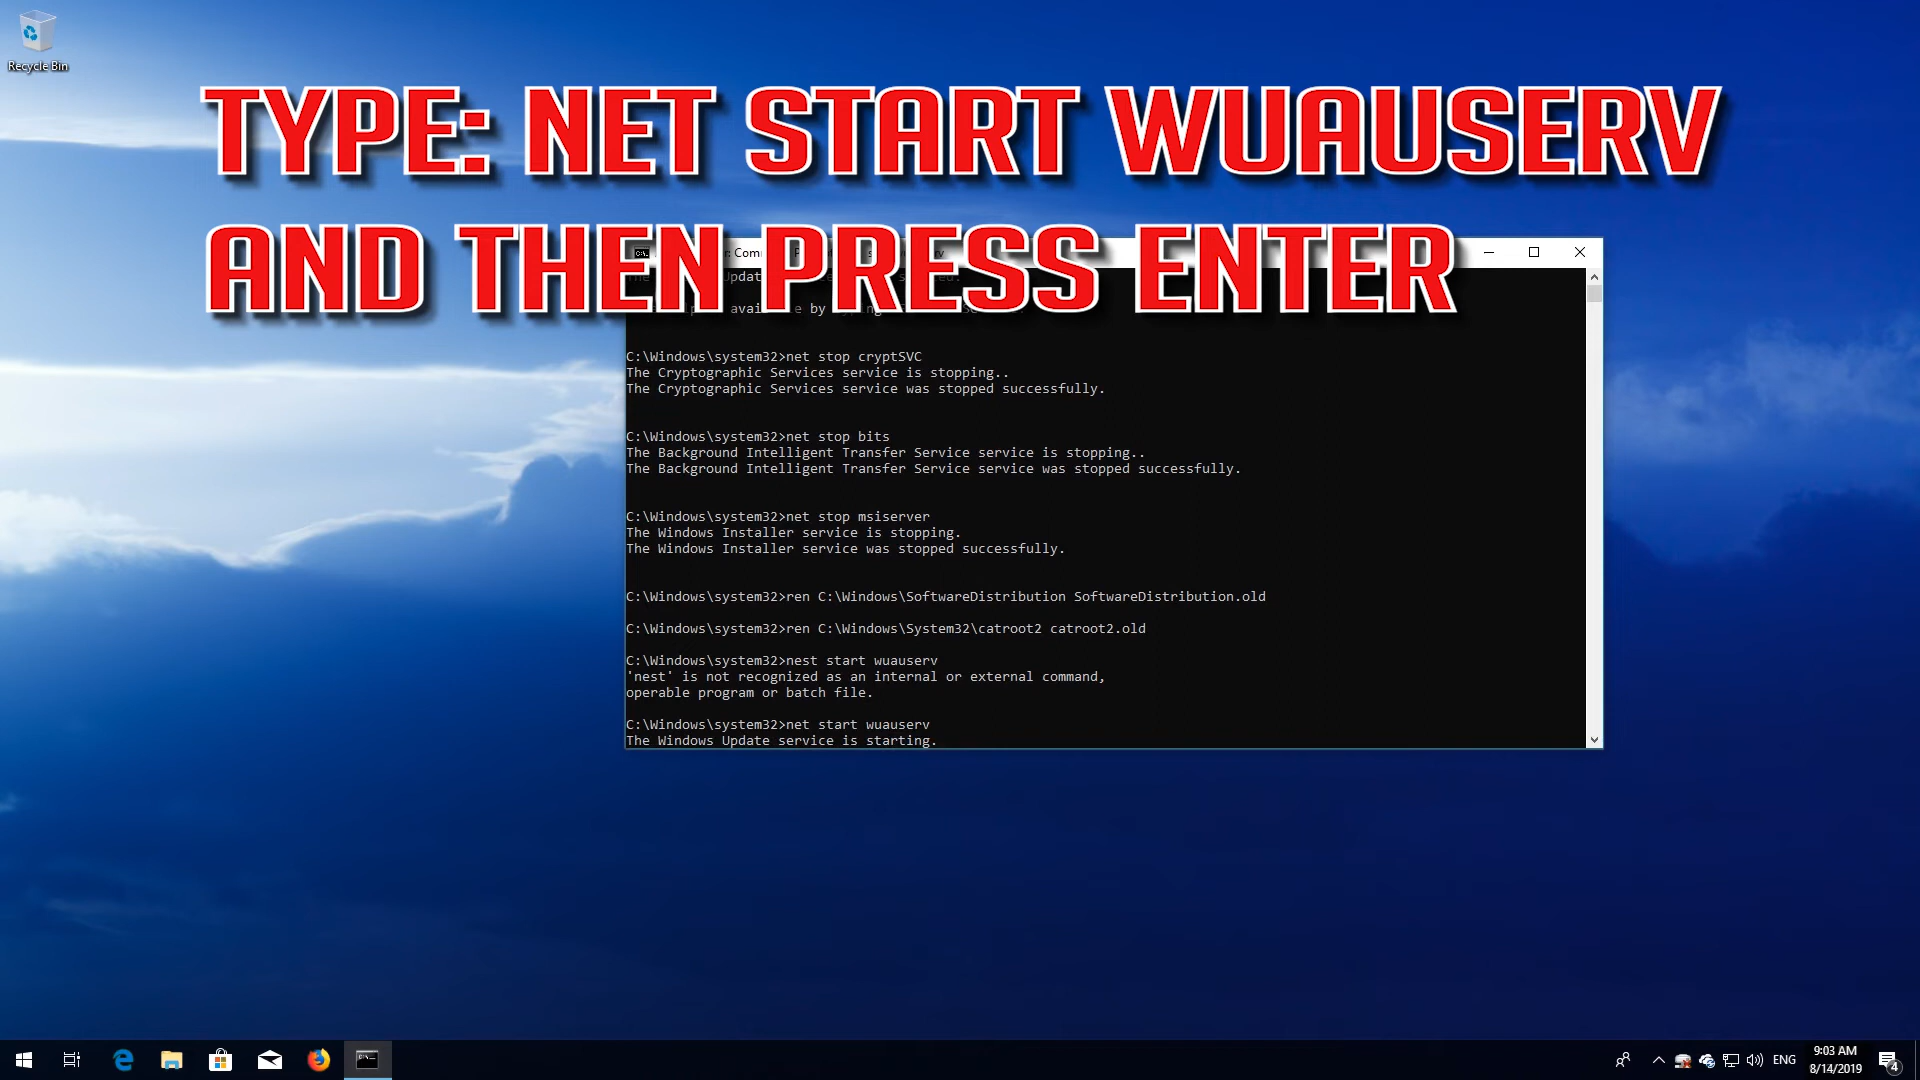 Recycle Bin
TYPE: NET START WUAUSERV
AND THEN PRESS ENTER
C:\Windows\system32>net stop cryptSVC
The Cryptographic Services service is stopping..
The Cryptographic Services service was stopped successfully.
C:\Windows\system32>net stop bits
The Background Intelligent Transfer Service service is stopping..
The Background Intelligent Transfer Service service was stopped successfully.
C:\Windows\system32>net stop msiserver
The Windows Installer service is stopping.
The Windows Installer service was stopped successfully.
C:\Windows\system32>ren C:\Windows\SoftwareDistribution SoftwareDistribution.old
C:\Windows\system32>ren C:\Windows\System32\catroot2 catroot2.old
C:\Windows\system32>nest start wuauserv
'nest' is not recognized as an internal or external command,
operable program or batch file.
C:\Windows\system32>net start wuauserv
The Windows Update service is starting.
ENG
9:03 AM
8/14/2019
4